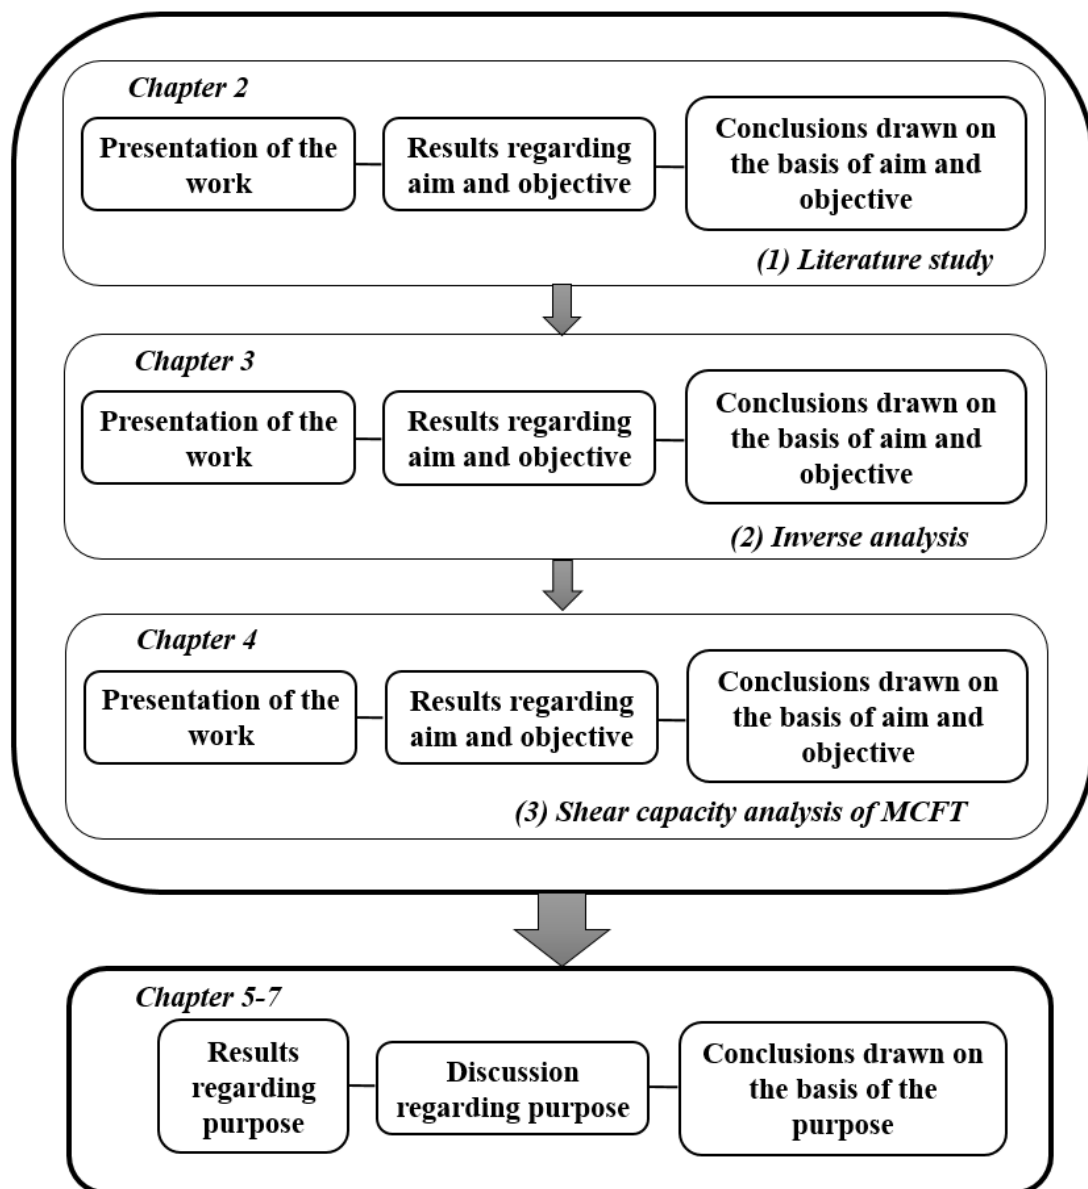 Chapter 2
Presentation of the
work
Results regarding
aim and objective
Conclusions drawn on
the basis of aim and
objective
(1) Literature study
Chapter 3
Presentation of the
work
Results regarding
aim and objective
Conclusions drawn on
the basis of aim and
objective
(2) Inverse analysis
Chapter 4
Presentation of the
work
Results regarding
aim and objective
Conclusions drawn on
the basis of aim and
objective
(3) Shear capacity analysis of MCFT
Chapter 5-7
Results
regarding
purpose
Discussion
regarding purpose
Conclusions drawn on
the basis of the
purpose